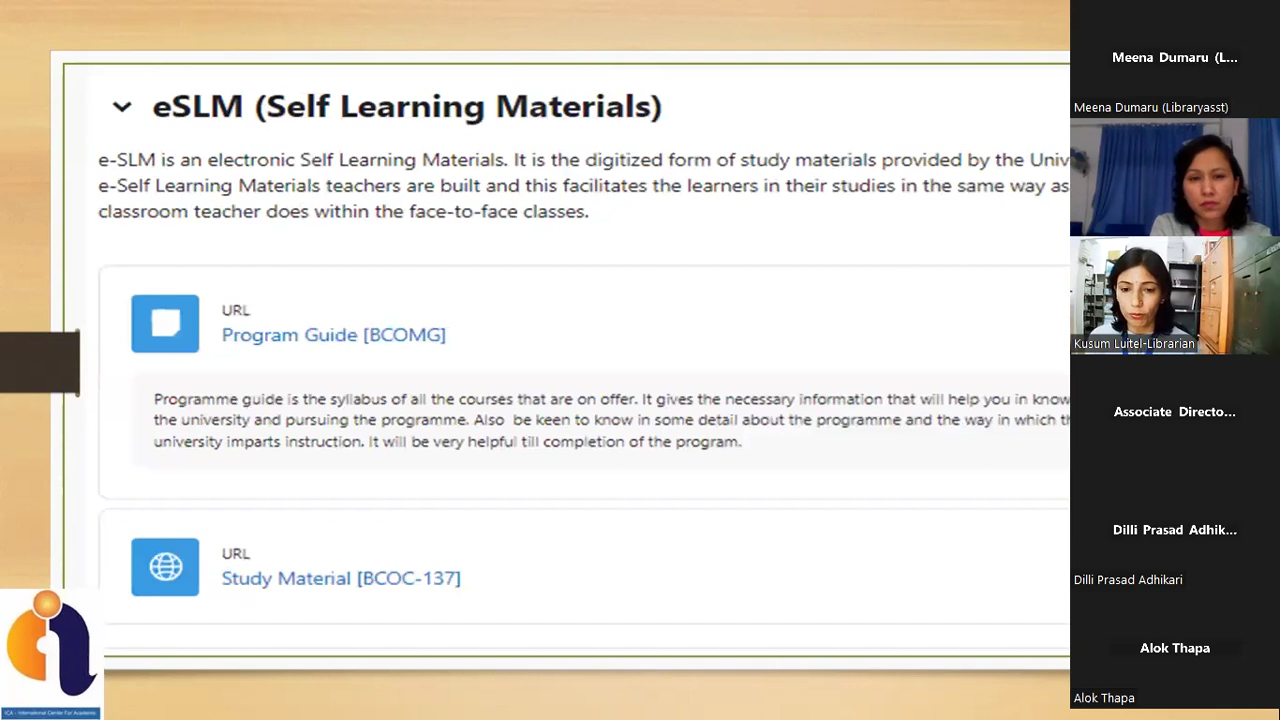 eSLM (Self Learning Materials)
e-SLM is an electronic Self Learning Materials. It is the digitized form of study materials provided by the Univ
e-Self Learning Materials teachers are built and this facilitates the learners in their studies in the same way as
classroom teacher does within the face-to-face classes.
URL
Program Guide [BCOMG]
Programme guide is the syllabus of all the courses that are on offer. It gives the necessary information that will help you in know
the university and pursuing the programme. Also be keen to know in some detail about the programme and the way in which th
university imparts instruction. It will be very helpful till completion of the program.
URL
Study Material [BCOC-137]
ICA - International Center For Academic
Meena Dumaru (L...
Meena Dumaru (Libraryasst)
Kusum Luitel-Librarian
Associate Directo...
Dilli Prasad Adhik...
Dilli Prasad Adhikari
Alok Thapa
Alok Thapa